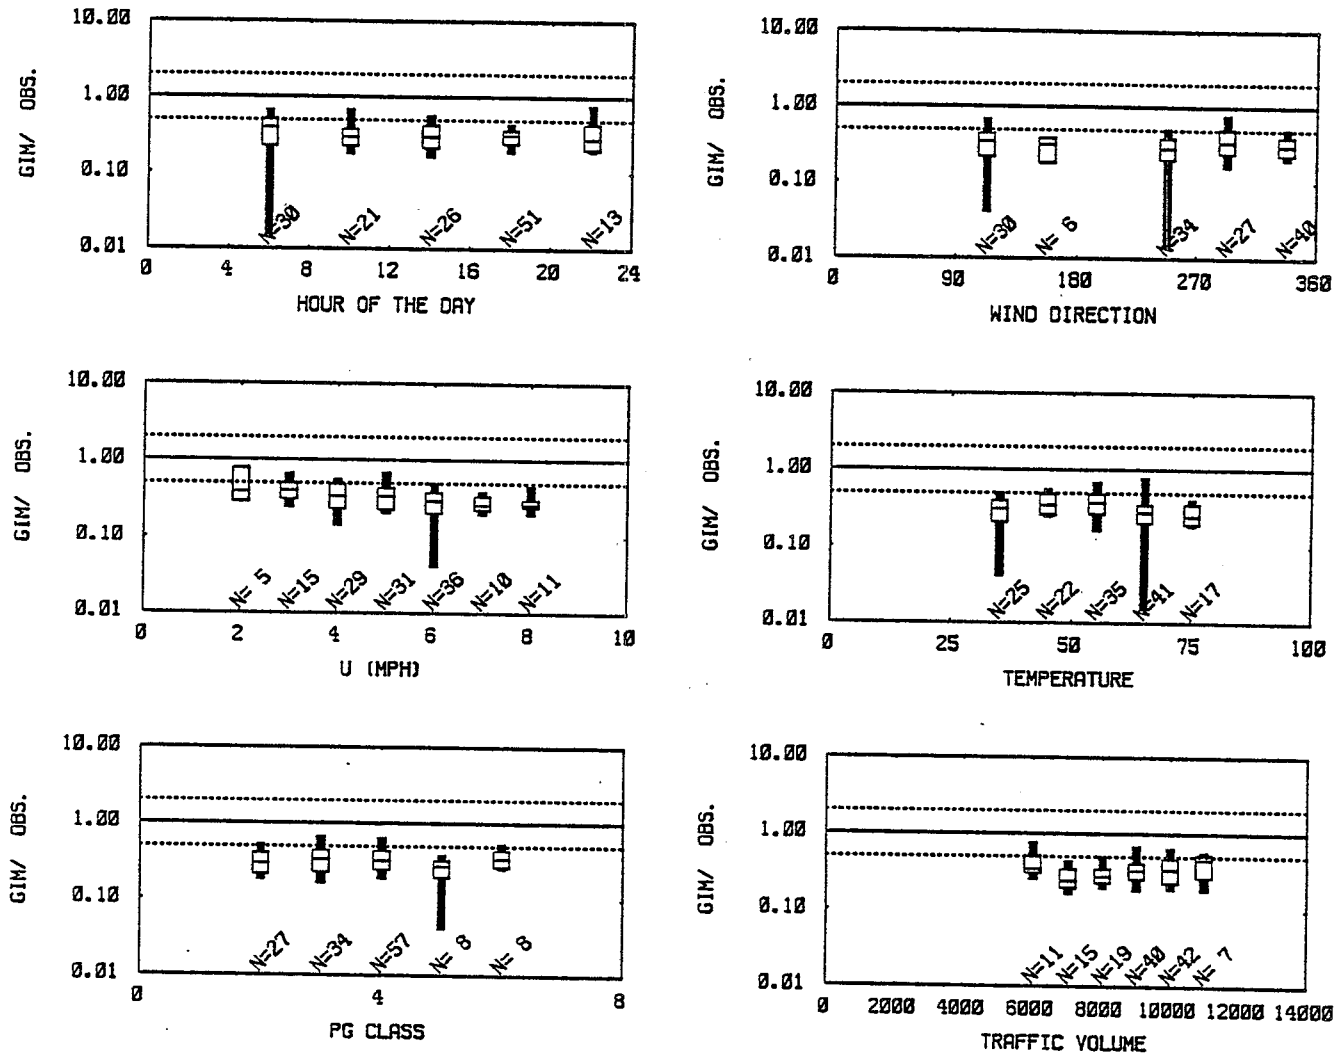 10.00
1.00
0.10
0.01
GIM/ OBS.
N=30 N=21 N=26 N=51 N=13
0 4 8 12 16 20 24
HOUR OF THE DAY
10.00
1.00
0.10
0.01
GIM/ OBS.
N=30 N= 6 N=34 N=27 N=40
0 90 180 270 360
WIND DIRECTION
10.00
1.00
0.10
0.01
GIM/ OBS.
N= 5 N=15 N=29 N=31 N=36 N=10 N=11
0 2 4 6 8 10
U (MPH)
10.00
1.00
0.10
0.01
GIM/ OBS.
N=25 N=22 N=35 N=41 N=17
0 25 50 75 100
TEMPERATURE
10.00
1.00
0.10
0.01
GIM/ OBS.
N=27 N=34 N=57 N= 8 N= 8
0 4 8
PG CLASS
10.00
1.00
0.10
0.01
GIM/ OBS.
N=11 N=15 N=19 N=40 N=42 N= 7
0 2000 4000 6000 8000 10000 12000 14000
TRAFFIC VOLUME